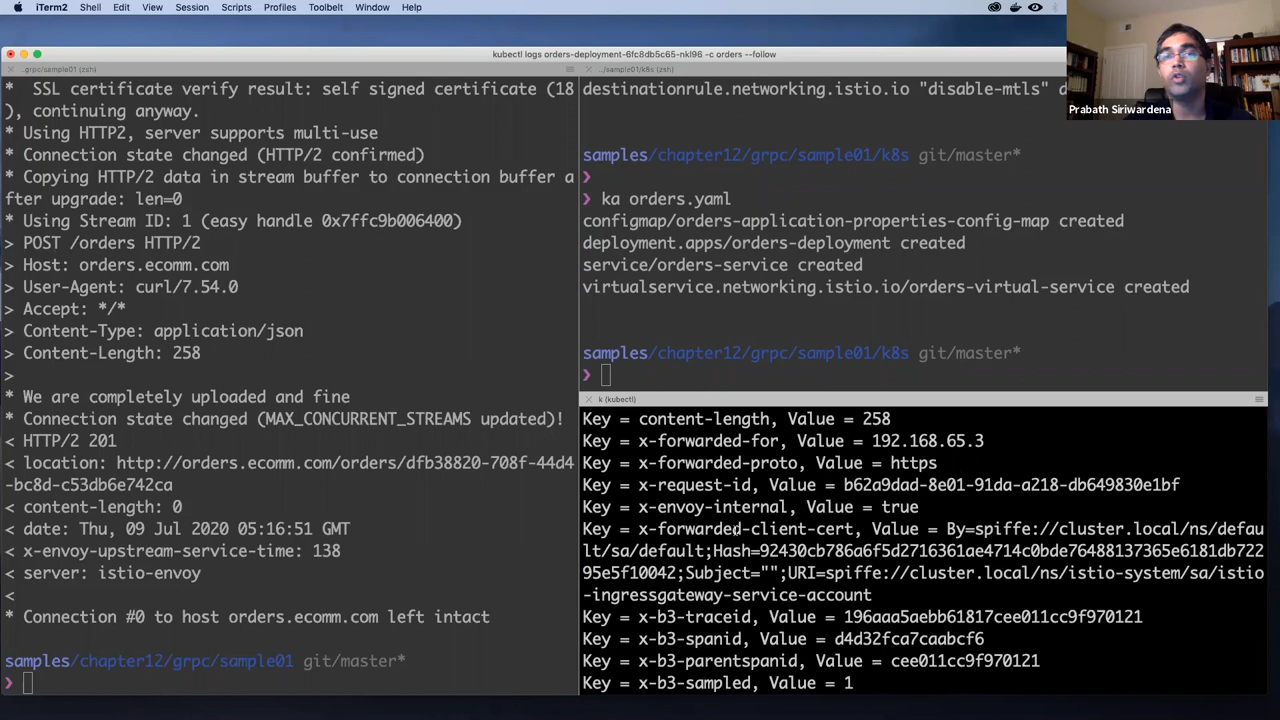 iTerm2 Shell Edit View Session Scripts Profiles Toolbelt Window Help
kubectl logs orders-deployment-6fc8db5c65-nkl96 -c orders --follow
..grpc/sample01 (zsh)
* SSL certificate verify result: self signed certificate (18
), continuing anyway.
* Using HTTP2, server supports multi-use
* Connection state changed (HTTP/2 confirmed)
* Copying HTTP/2 data in stream buffer to connection buffer a
fter upgrade: len=0
* Using Stream ID: 1 (easy handle 0x7ffc9b006400)
> POST /orders HTTP/2
> Host: orders.ecomm.com
> User-Agent: curl/7.54.0
> Accept: */*
> Content-Type: application/json
> Content-Length: 258
>
* We are completely uploaded and fine
* Connection state changed (MAX_CONCURRENT_STREAMS updated)!
< HTTP/2 201
< location: http://orders.ecomm.com/orders/dfb38820-708f-44d4
-bc8d-c53db6e742ca
< content-length: 0
< date: Thu, 09 Jul 2020 05:16:51 GMT
< x-envoy-upstream-service-time: 138
< server: istio-envoy
<
* Connection #0 to host orders.ecomm.com left intact
samples/chapter12/grpc/sample01 git/master*
❯
../sample01/k8s (zsh)
destinationrule.networking.istio.io "disable-mtls" d
samples/chapter12/grpc/sample01/k8s git/master*
❯
❯ ka orders.yaml
configmap/orders-application-properties-config-map created
deployment.apps/orders-deployment created
service/orders-service created
virtualservice.networking.istio.io/orders-virtual-service created
samples/chapter12/grpc/sample01/k8s git/master*
❯
k (kubectl)
Key = content-length, Value = 258
Key = x-forwarded-for, Value = 192.168.65.3
Key = x-forwarded-proto, Value = https
Key = x-request-id, Value = b62a9dad-8e01-91da-a218-db649830e1bf
Key = x-envoy-internal, Value = true
Key = x-forwarded-client-cert, Value = By=spiffe://cluster.local/ns/defau
lt/sa/default;Hash=92430cb786a6f5d2716361ae4714c0bde76488137365e6181db722
95e5f10042;Subject="";URI=spiffe://cluster.local/ns/istio-system/sa/istio
-ingressgateway-service-account
Key = x-b3-traceid, Value = 196aaa5aebb61817cee011cc9f970121
Key = x-b3-spanid, Value = d4d32fca7caabcf6
Key = x-b3-parentspanid, Value = cee011cc9f970121
Key = x-b3-sampled, Value = 1
Prabath Siriwardena